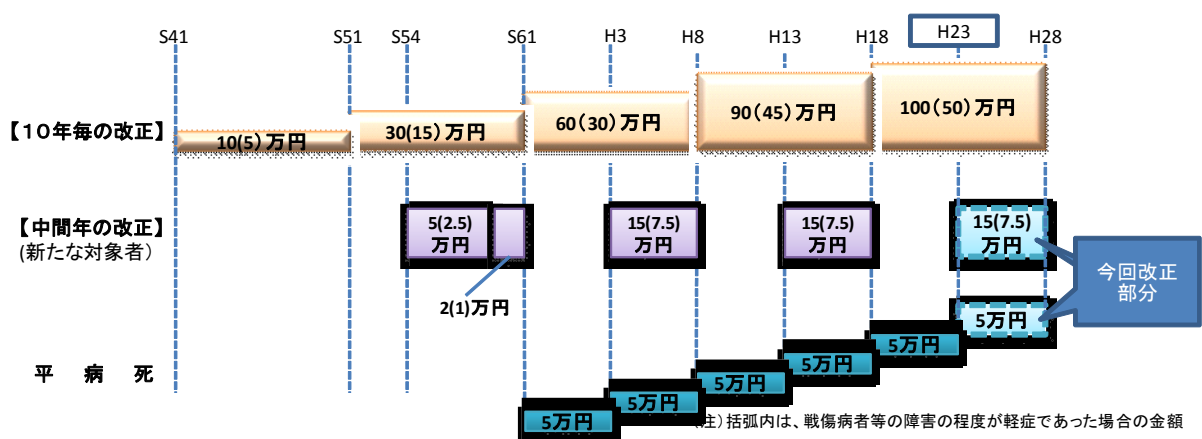 S41 S51 S54 S61 H3 H8 H13 H18 H23 H28
【10年毎の改正】
10(5)万円
30(15)万円
60(30)万円
90(45)万円
100(50)万円
【中間年の改正】
(新たな対象者)
5(2.5)
万円
2(1)万円
15(7.5)
万円
15(7.5)
万円
15(7.5)
万円
今回改正
部分
平病死
5万円
5万円
5万円
5万円
5万円
5万円
(注)括弧内は、戦傷病者等の障害の程度が軽症であった場合の金額